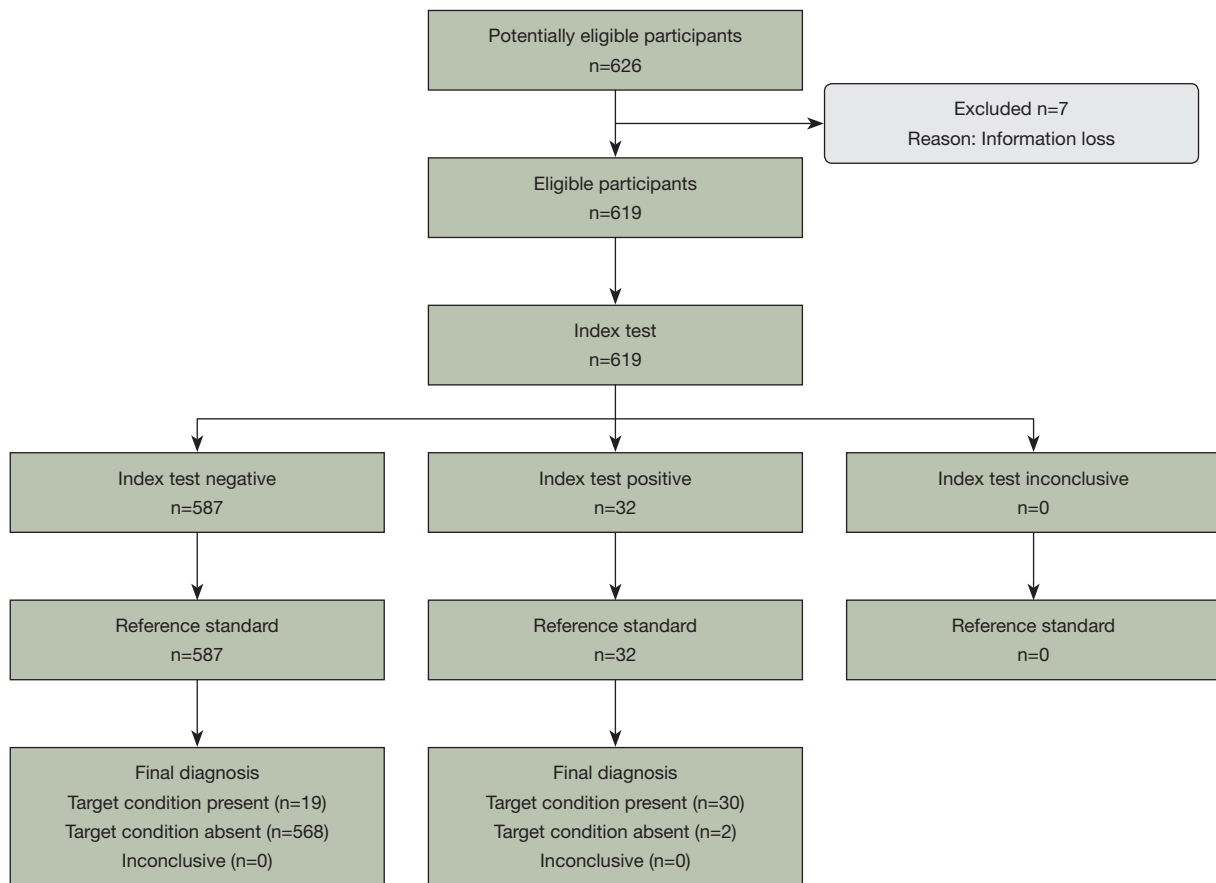 Potentially eligible participants
n=626
Excluded n=7
Reason: Information loss
Eligible participants
n=619
Index test
n=619
Index test negative
n=587
Index test positive
n=32
Index test inconclusive
n=0
Reference standard
n=587
Reference standard
n=32
Reference standard
n=0
Final diagnosis
Target condition present (n=19)
Target condition absent (n=568)
Inconclusive (n=0)
Final diagnosis
Target condition present (n=30)
Target condition absent (n=2)
Inconclusive (n=0)